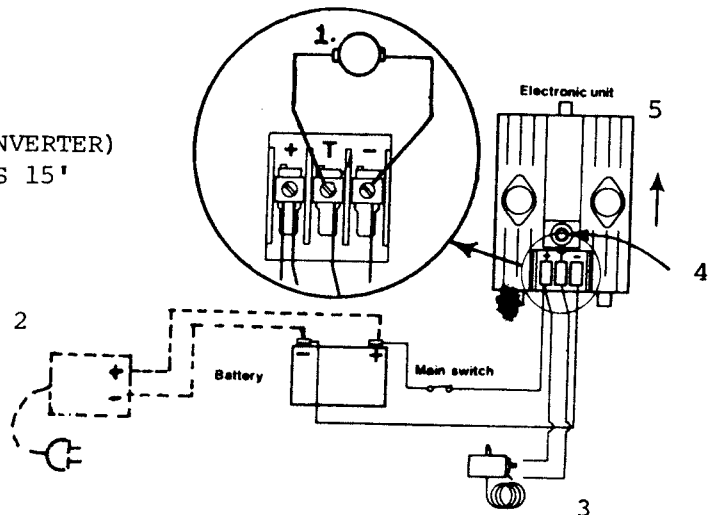 1.
Electronic unit
5
NVERTER)
S 15'
+ T -
4
+ -
2
+
-
Battery
- +
Main switch
3